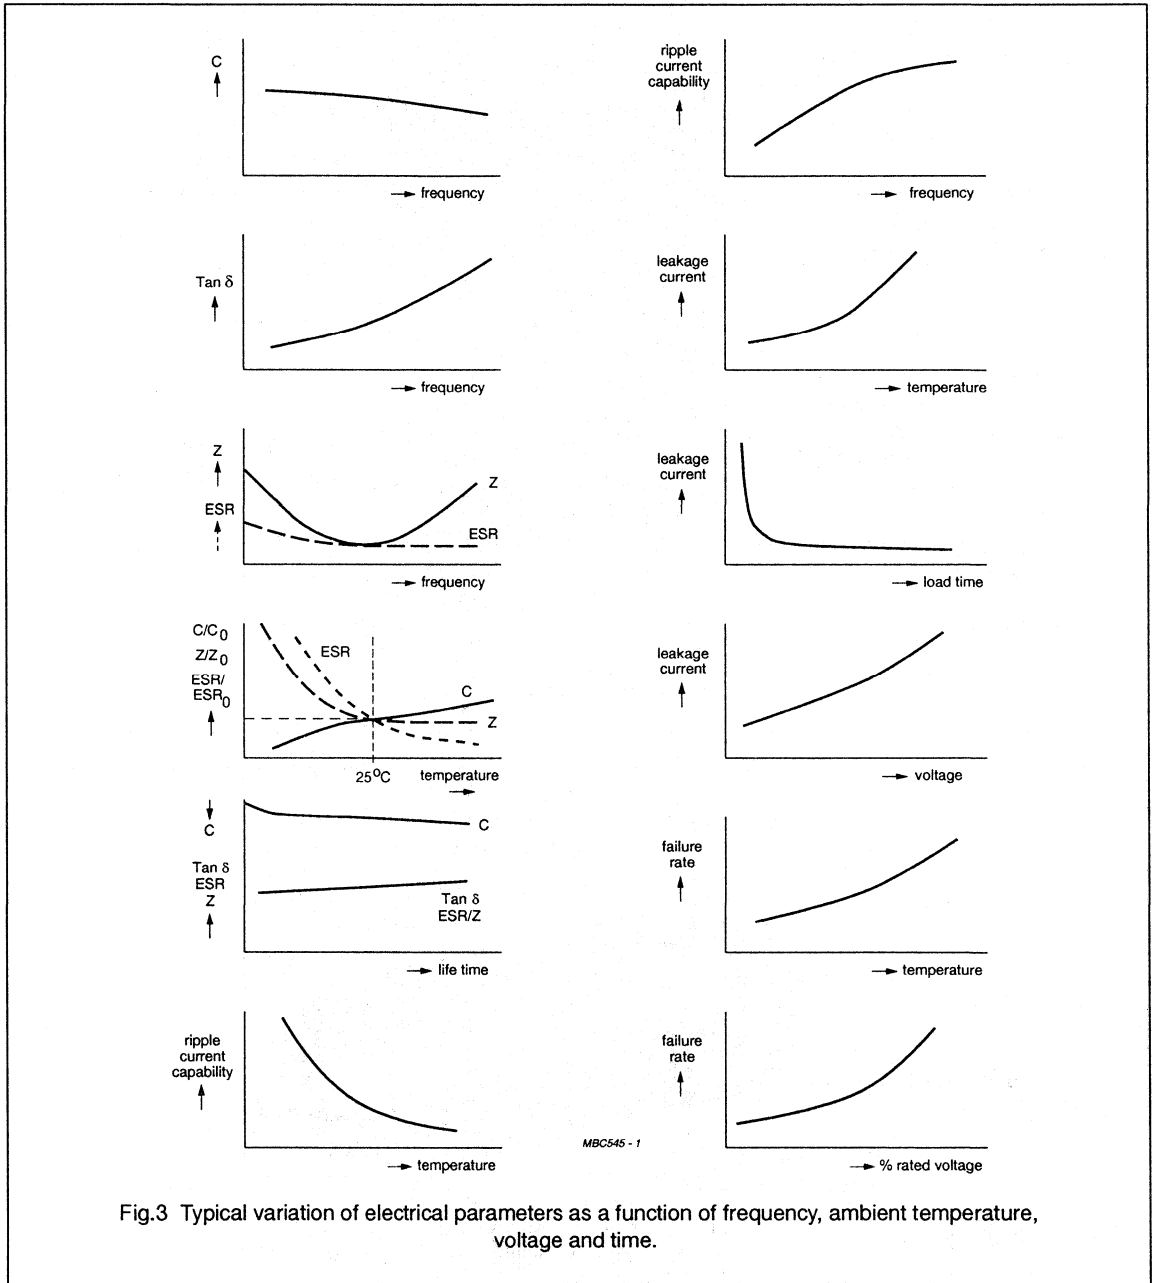 C
frequency
ripple
current
capability
frequency
Tan δ
frequency
leakage
current
temperature
Z
ESR
Z
ESR
frequency
leakage
current
load time
C/C0
Z/Z0
ESR/
ESR0
ESR
C
Z
25°C
temperature
leakage
current
voltage
C
Tan δ
ESR
Z
C
Tan δ
ESR/Z
life time
failure
rate
temperature
ripple
current
capability
temperature
failure
rate
% rated voltage
MBC545 - 1
Fig.3 Typical variation of electrical parameters as a function of frequency, ambient temperature,
voltage and time.